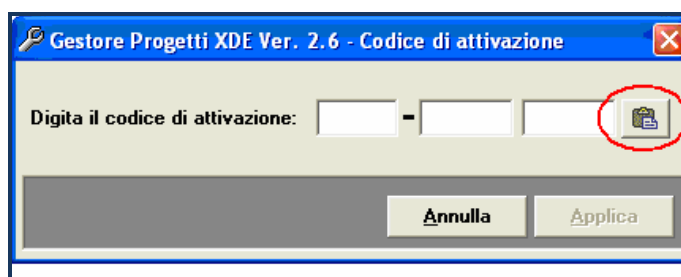 Gestore Progetti XDE Ver. 2.6 - Codice di attivazione
Digita il codice di attivazione: -
Annulla Applica